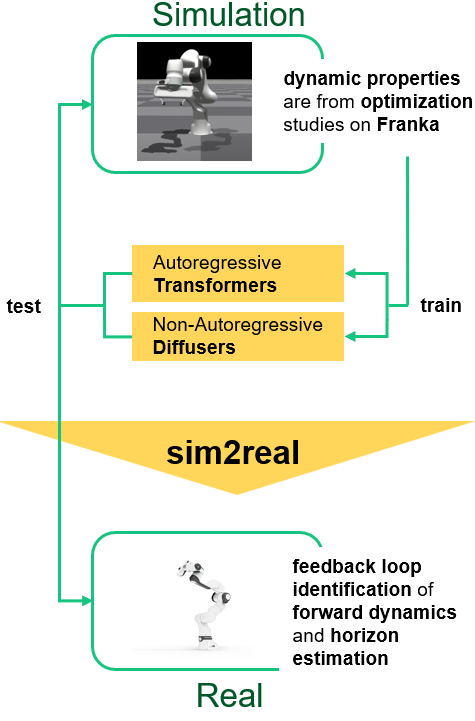 Simulation
dynamic properties
are from optimization
studies on Franka
Autoregressive
Transformers
test
train
Non-Autoregressive
Diffusers
sim2real
feedback loop
identification of
forward dynamics
and horizon
estimation
Real